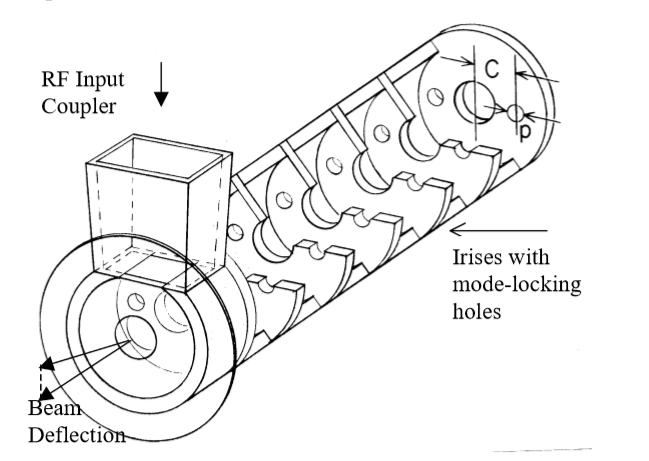 RF Input
Coupler
C
p
Irises with
mode-locking
holes
Beam
Deflection